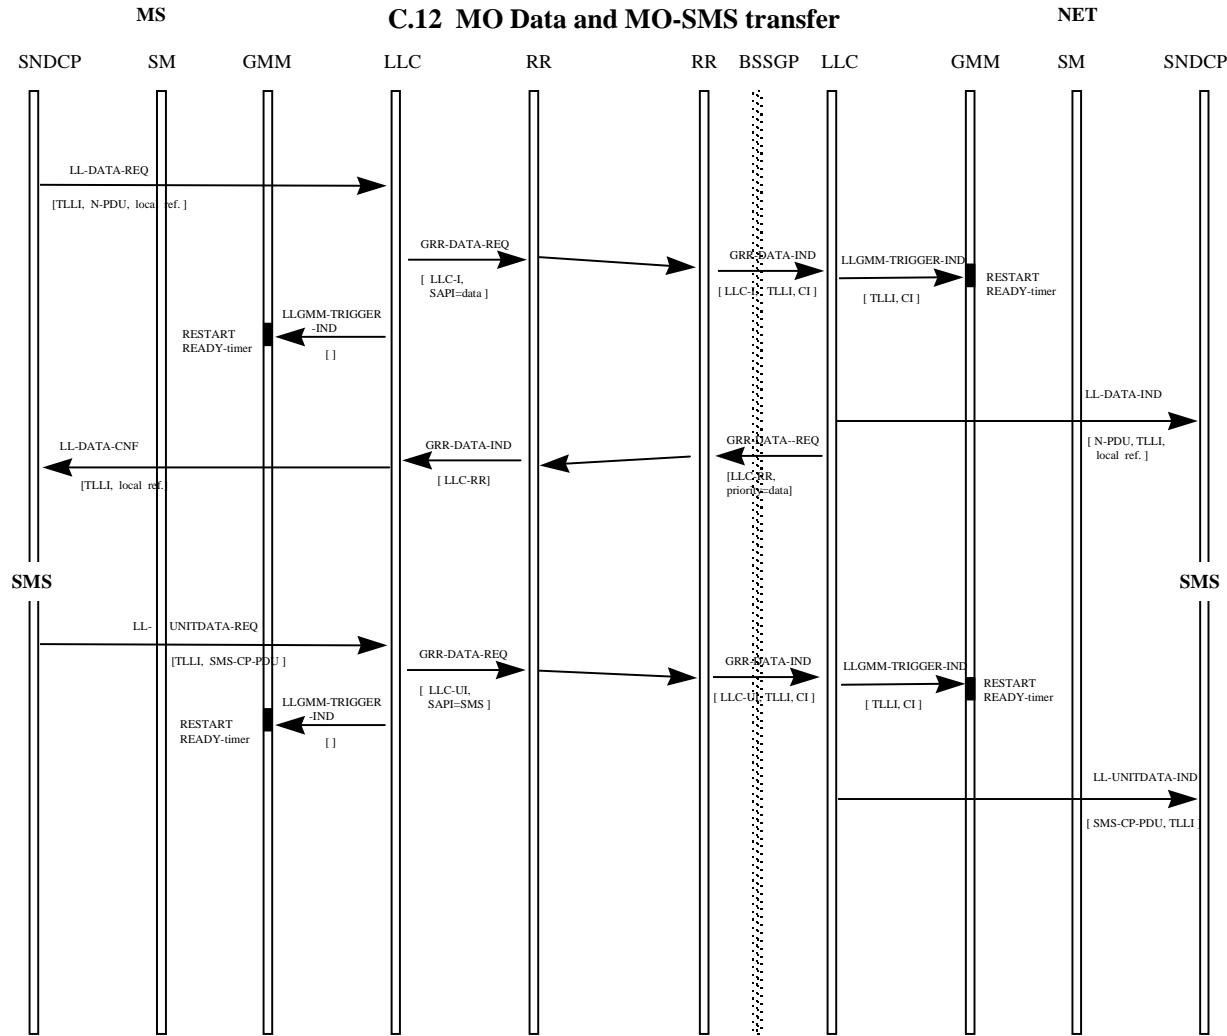 MS
C.12 MO Data and MO-SMS transfer
NET
SNDCP SM GMM LLC RR RR BSSGP LLC GMM SM SNDCP
LL-DATA-REQ
[TLLI, N-PDU, local ref. ]
GRR-DATA-REQ
[ LLC-I,
SAPI=data ]
GRR-DATA-IND
[ LLC-I, TLLI, CI ]
LLGMM-TRIGGER-IND
[ TLLI, CI ]
RESTART
READY-timer
LLGMM-TRIGGER
-IND
[ ]
RESTART
READY-timer
LL-DATA-IND
[ N-PDU, TLLI,
local ref. ]
GRR-DATA--REQ
[LLC-RR,
priority=data]
GRR-DATA-IND
[ LLC-RR]
LL-DATA-CNF
[TLLI, local ref.]
SMS
SMS
LL- UNITDATA-REQ
[TLLI, SMS-CP-PDU ]
GRR-DATA-REQ
[ LLC-UI,
SAPI=SMS ]
GRR-DATA-IND
[ LLC-UI, TLLI, CI ]
LLGMM-TRIGGER-IND
[ TLLI, CI ]
RESTART
READY-timer
LLGMM-TRIGGER
-IND
[ ]
RESTART
READY-timer
LL-UNITDATA-IND
[ SMS-CP-PDU, TLLI ]